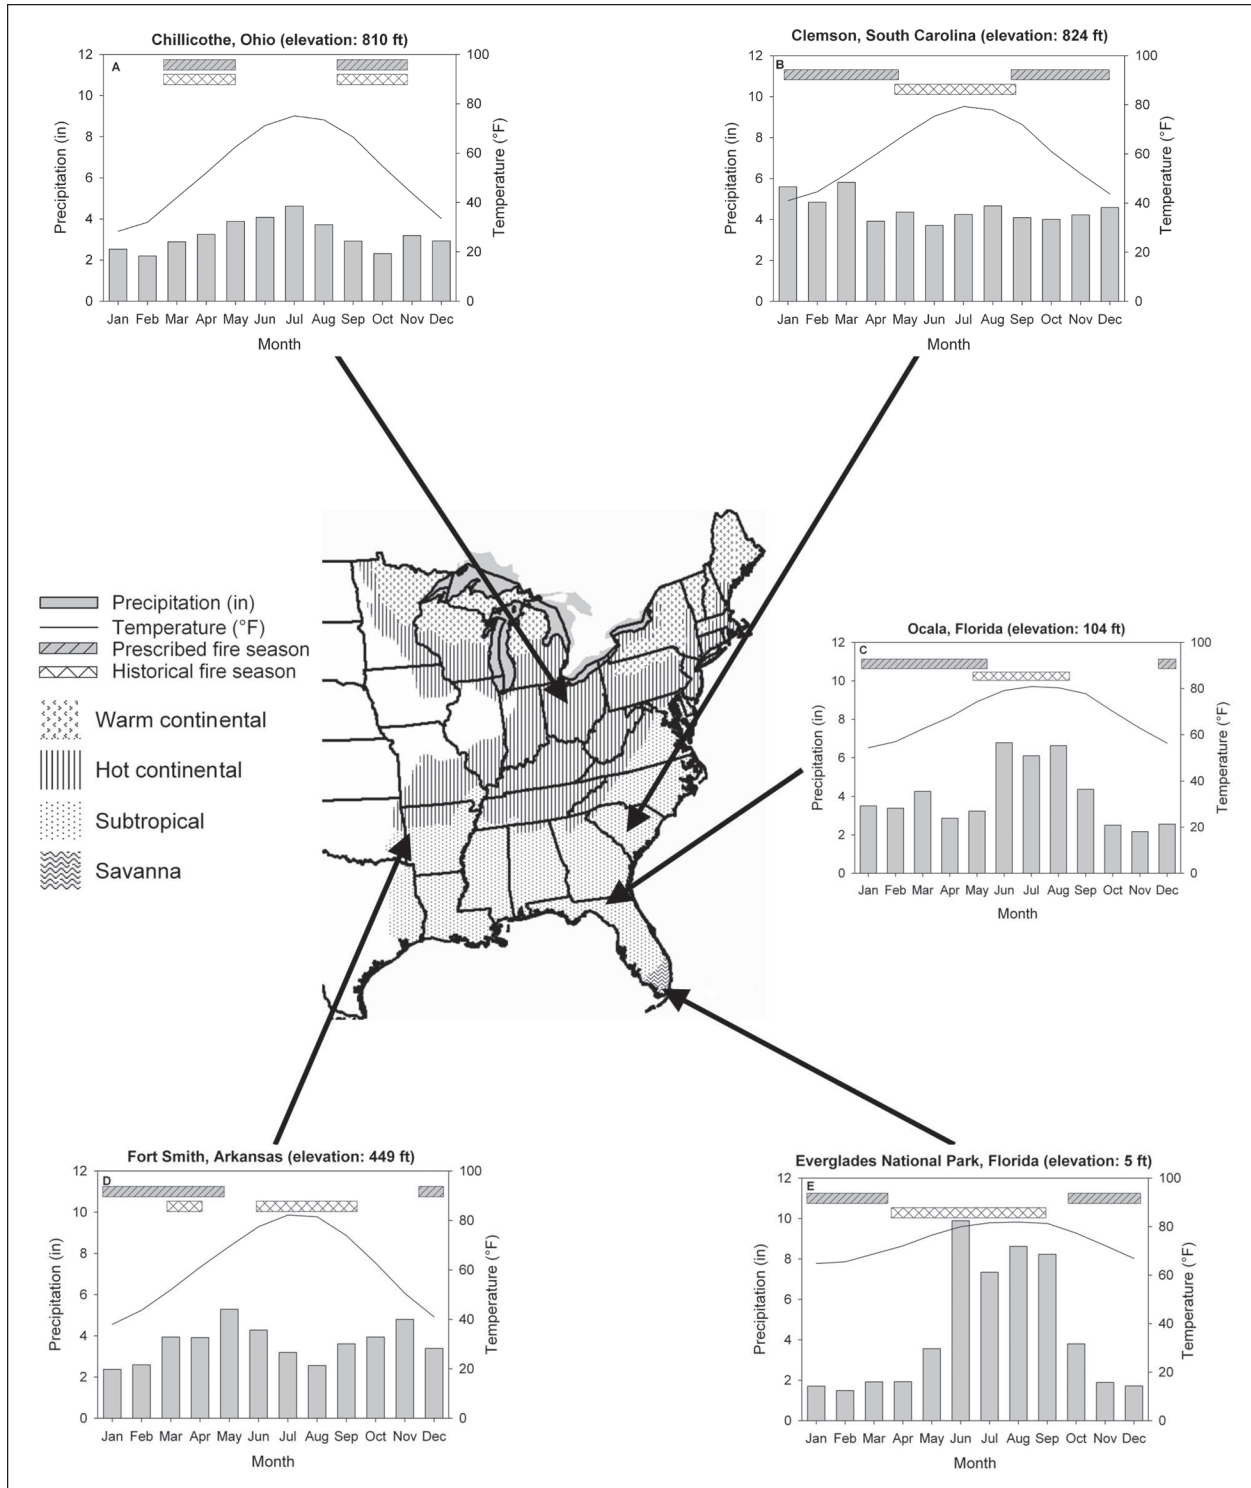 Chillicothe, Ohio (elevation: 810 ft)
A
12
10
8
6
4
2
0
Precipitation (in)
100
80
60
40
20
0
Temperature (°F)
Jan Feb Mar Apr May Jun Jul Aug Sep Oct Nov Dec
Month
Clemson, South Carolina (elevation: 824 ft)
B
12
10
8
6
4
2
0
Precipitation (in)
100
80
60
40
20
0
Temperature (°F)
Jan Feb Mar Apr May Jun Jul Aug Sep Oct Nov Dec
Month
Precipitation (in)
Temperature (°F)
Prescribed fire season
Historical fire season
Warm continental
Hot continental
Subtropical
Savanna
Ocala, Florida (elevation: 104 ft)
C
12
10
8
6
4
2
0
Precipitation (in)
100
80
60
40
20
0
Temperature (°F)
Jan Feb Mar Apr May Jun Jul Aug Sep Oct Nov Dec
Month
Fort Smith, Arkansas (elevation: 449 ft)
D
12
10
8
6
4
2
0
Precipitation (in)
100
80
60
40
20
0
Temperature (°F)
Jan Feb Mar Apr May Jun Jul Aug Sep Oct Nov Dec
Month
Everglades National Park, Florida (elevation: 5 ft)
E
12
10
8
6
4
2
0
Precipitation (in)
100
80
60
40
20
0
Temperature (°F)
Jan Feb Mar Apr May Jun Jul Aug Sep Oct Nov Dec
Month